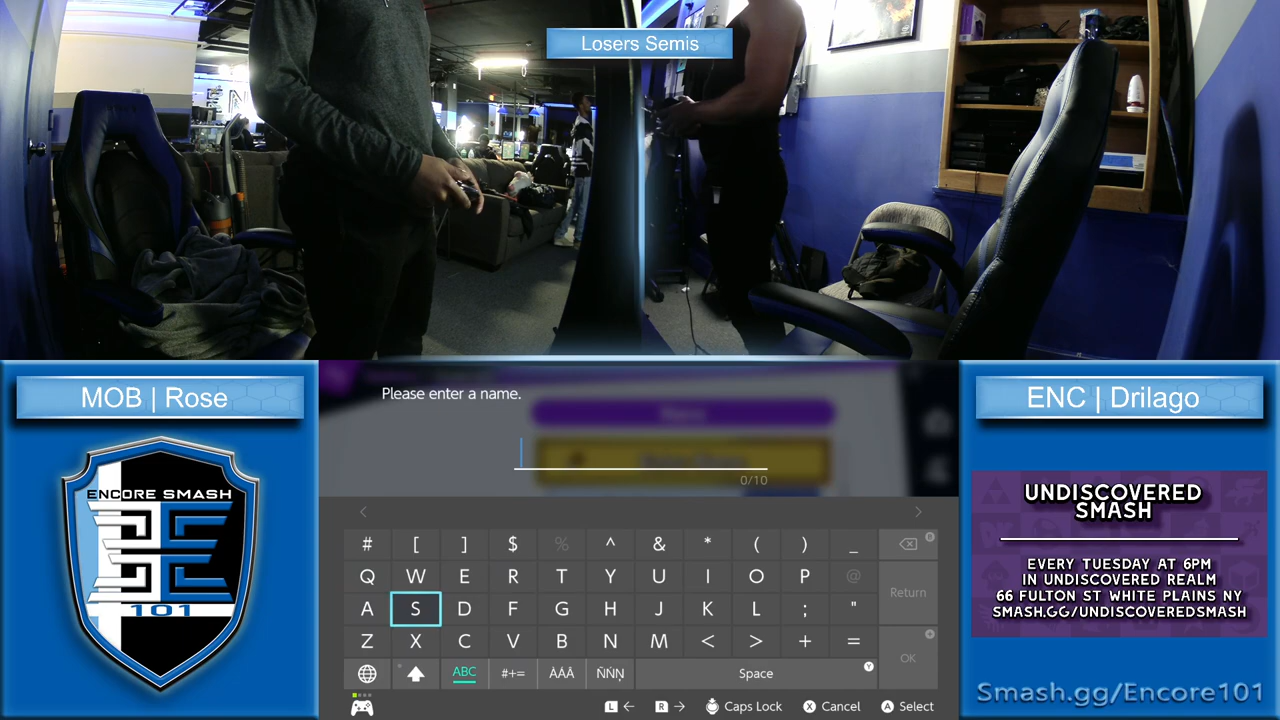 Losers Semis
MOB | Rose
ENCORE SMASH
101
Please enter a name.
0/10
# [ ] $ % ^ & * ( ) _
Q W E R T Y U I O P @
Return
A S D F G H J K L ; "
Z X C V B N M < > + =
OK
ABC #+= ÀÁÂ ÑŃṆ Space
L ← R → Caps Lock X Cancel A Select
ENC | Drilago
UNDISCOVERED
SMASH
EVERY TUESDAY AT 6PM
IN UNDISCOVERED REALM
66 FULTON ST WHITE PLAINS NY
SMASH.GG/UNDISCOVEREDSMASH
Smash.gg/Encore101